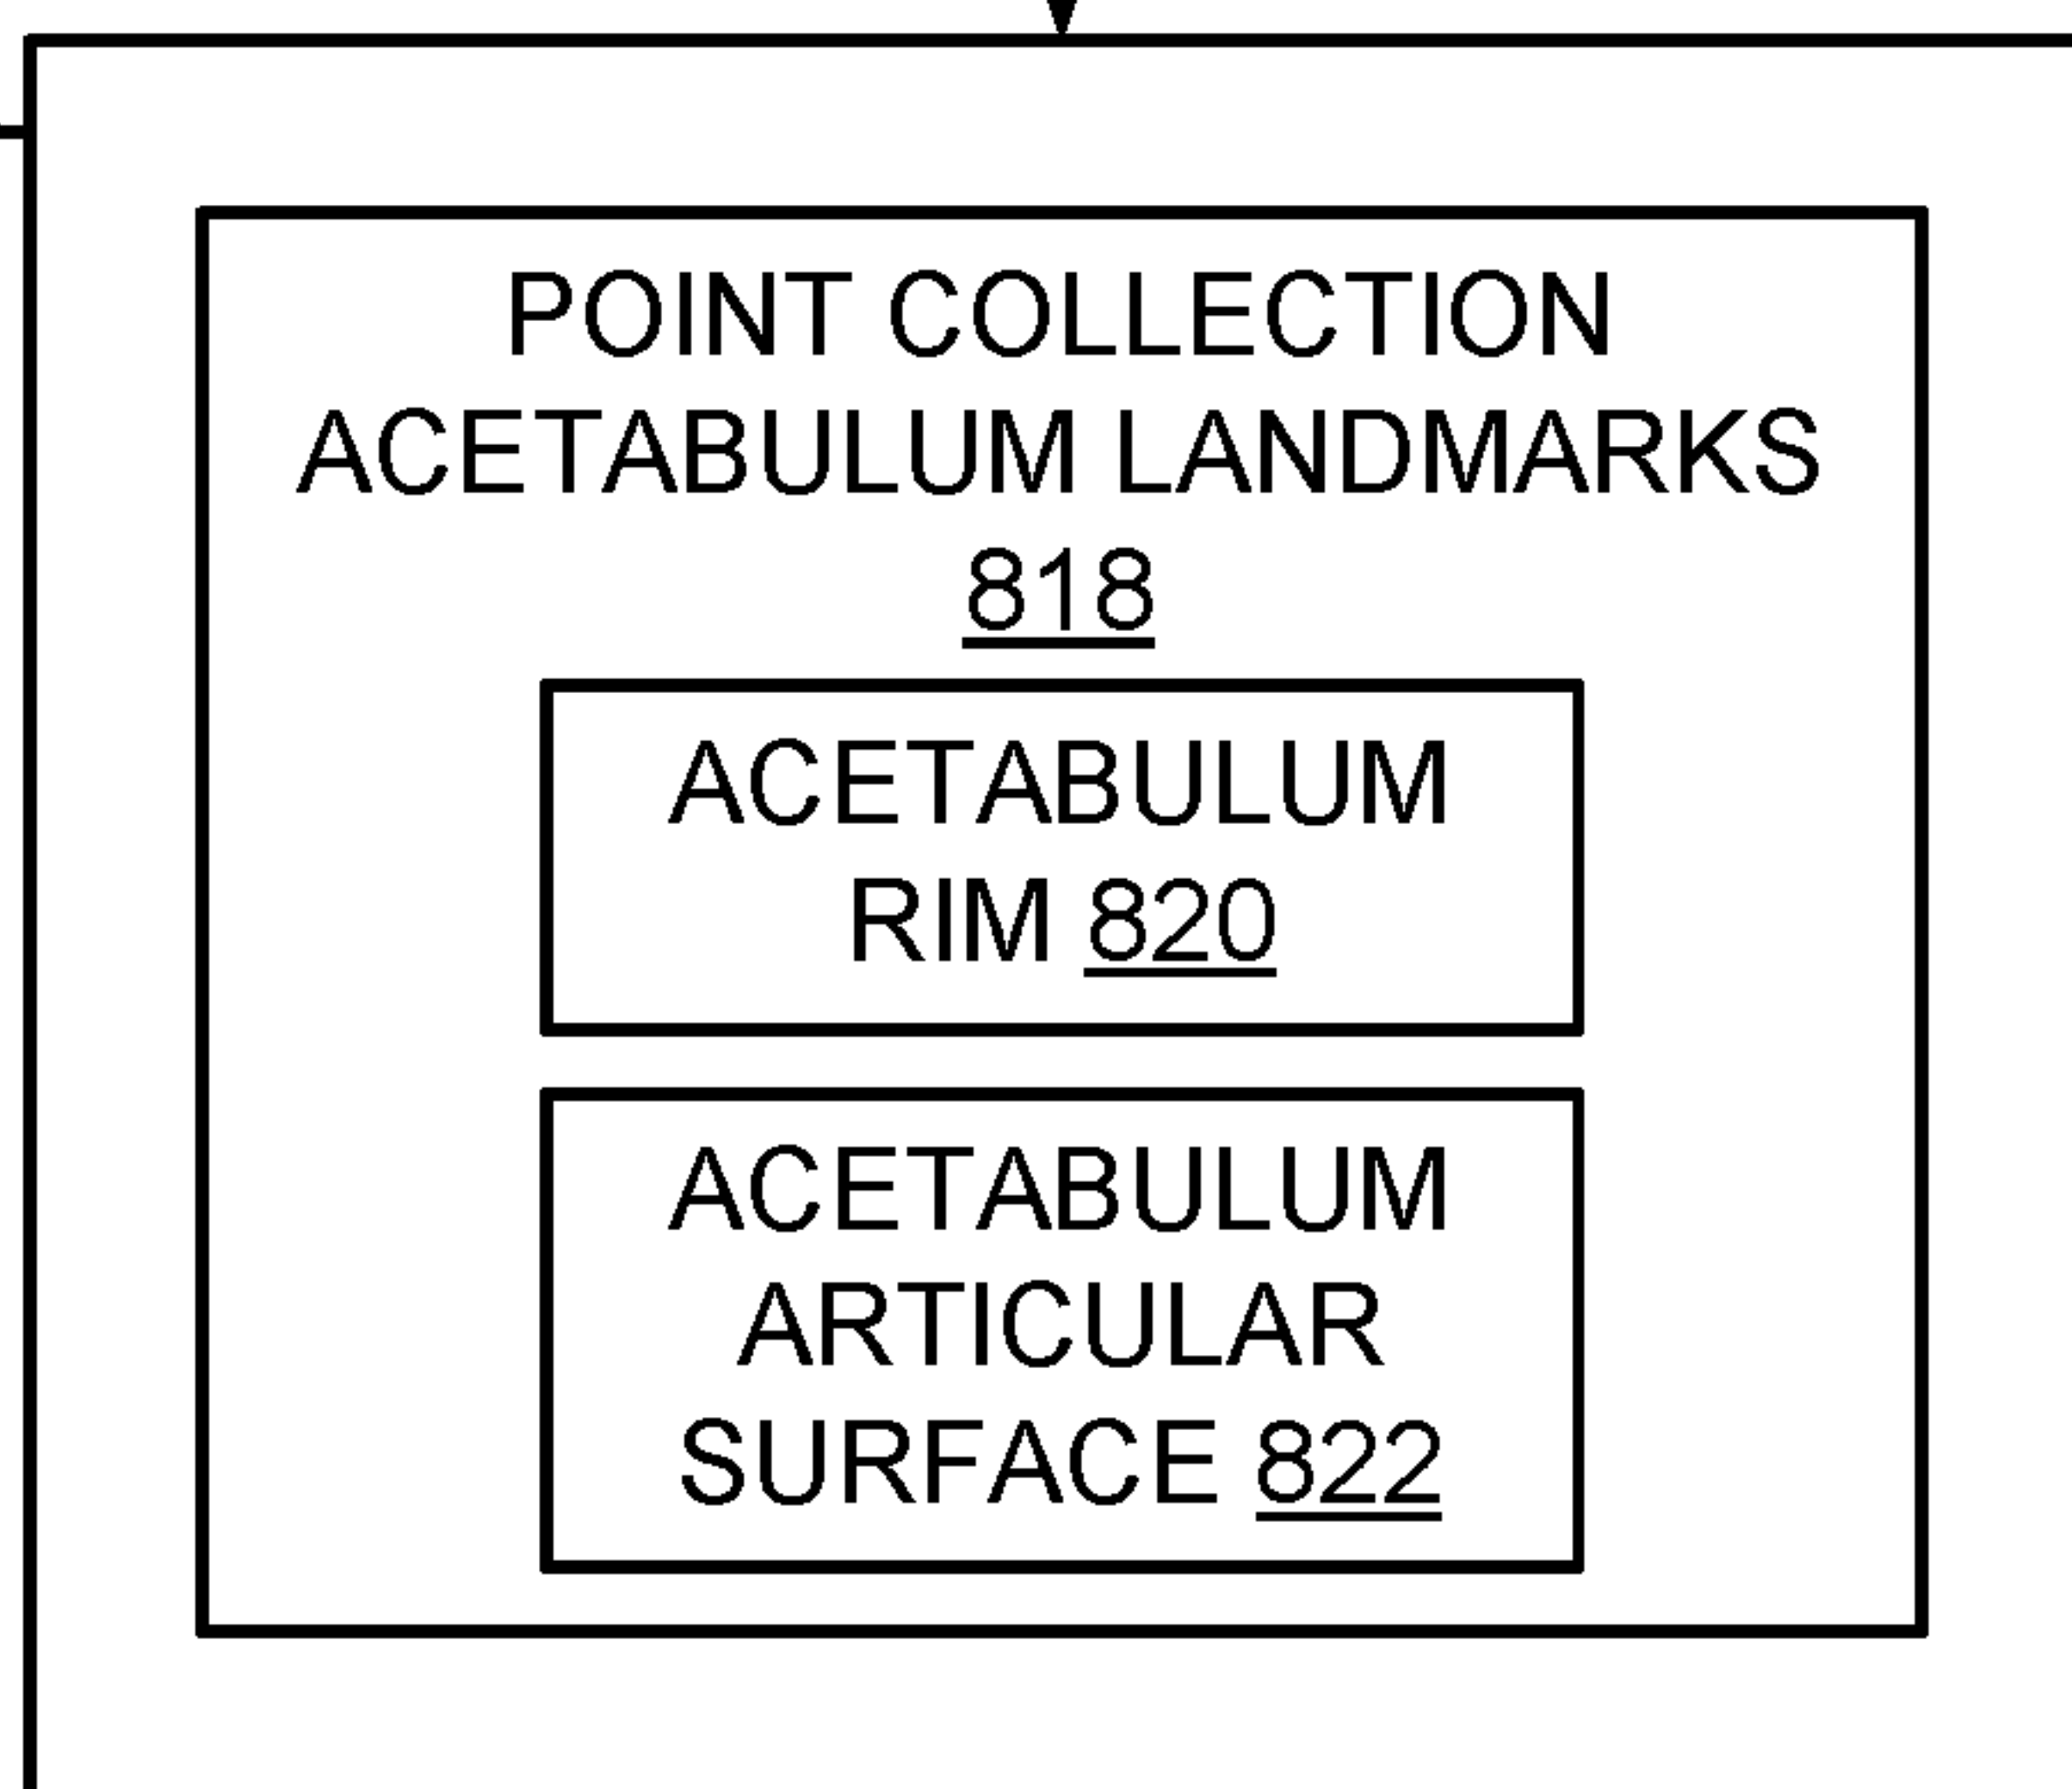 POINT COLLECTION
ACETABULUM LANDMARKS
818
ACETABULUM
RIM 820
ACETABULUM
ARTICULAR
SURFACE 822